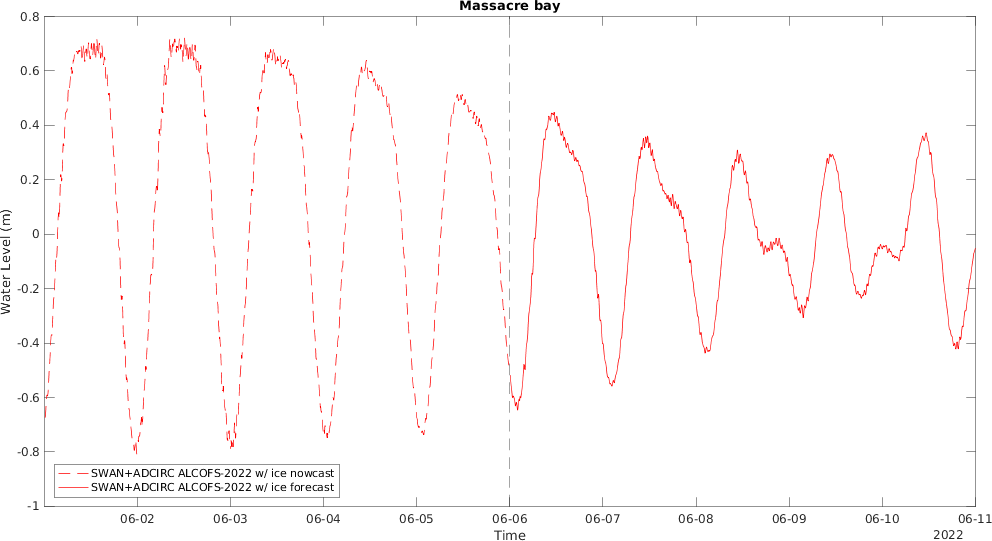 Massacre bay
0.8
0.6
0.4
0.2
0
-0.2
-0.4
-0.6
-0.8
-1
Water Level (m)
SWAN+ADCIRC ALCOFS-2022 w/ ice nowcast
SWAN+ADCIRC ALCOFS-2022 w/ ice forecast
06-02 06-03 06-04 06-05 06-06 06-07 06-08 06-09 06-10 06-11
Time
2022